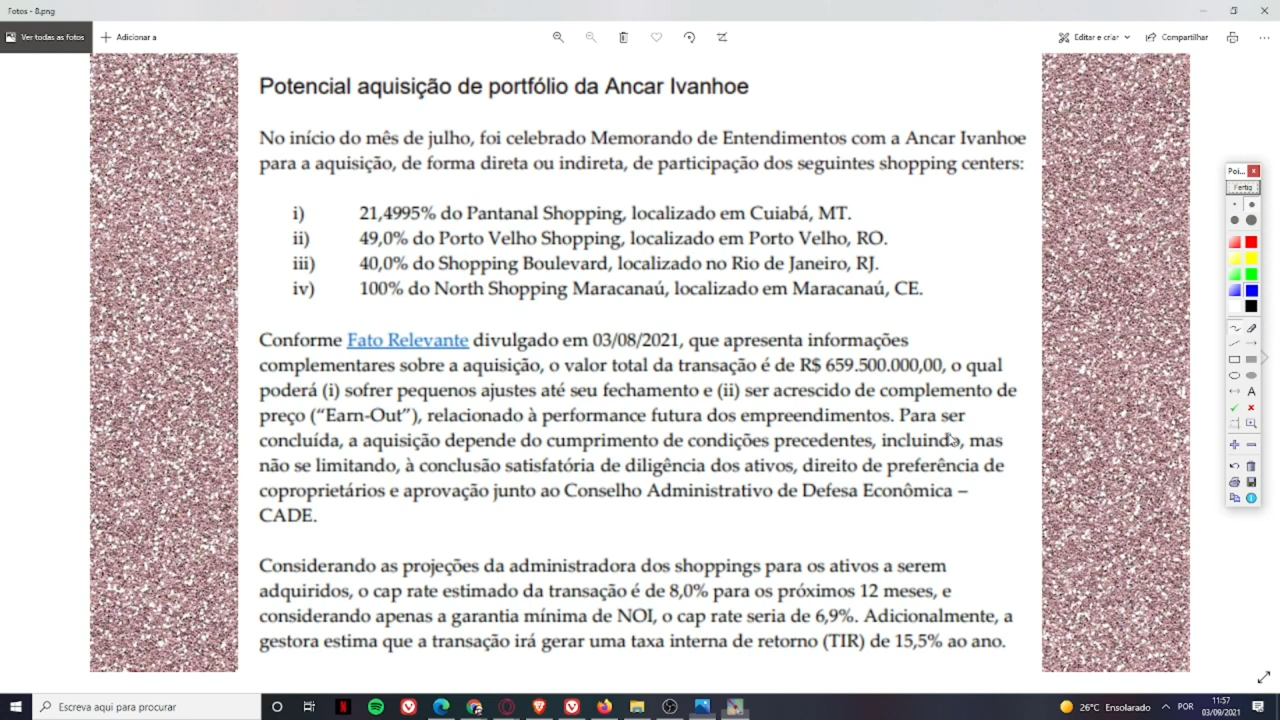 Fotos - 8.png
Ver todas as fotos
Adicionar a
Editar e criar
Compartilhar
Potencial aquisição de portfólio da Ancar Ivanhoe
No início do mês de julho, foi celebrado Memorando de Entendimentos com a Ancar Ivanhoe
para a aquisição, de forma direta ou indireta, de participação dos seguintes shopping centers:
i) 21,4995% do Pantanal Shopping, localizado em Cuiabá, MT.
ii) 49,0% do Porto Velho Shopping, localizado em Porto Velho, RO.
iii) 40,0% do Shopping Boulevard, localizado no Rio de Janeiro, RJ.
iv) 100% do North Shopping Maracanaú, localizado em Maracanaú, CE.
Conforme Fato Relevante divulgado em 03/08/2021, que apresenta informações
complementares sobre a aquisição, o valor total da transação é de R$ 659.500.000,00, o qual
poderá (i) sofrer pequenos ajustes até seu fechamento e (ii) ser acrescido de complemento de
preço (“Earn-Out”), relacionado à performance futura dos empreendimentos. Para ser
concluída, a aquisição depende do cumprimento de condições precedentes, incluindo, mas
não se limitando, à conclusão satisfatória de diligência dos ativos, direito de preferência de
coproprietários e aprovação junto ao Conselho Administrativo de Defesa Econômica –
CADE.
Considerando as projeções da administradora dos shoppings para os ativos a serem
adquiridos, o cap rate estimado da transação é de 8,0% para os próximos 12 meses, e
considerando apenas a garantia mínima de NOI, o cap rate seria de 6,9%. Adicionalmente, a
gestora estima que a transação irá gerar uma taxa interna de retorno (TIR) de 15,5% ao ano.
Poi...
Fertig
A
Escreva aqui para procurar
26°C Ensolarado
POR
11:57
03/09/2021